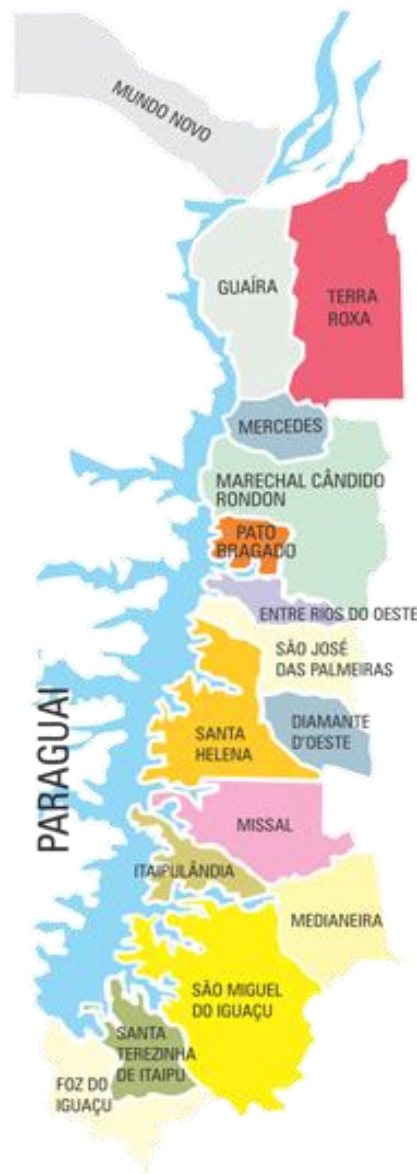 MUNDO NOVO
GUAÍRA
TERRA
ROXA
MERCEDES
MARECHAL CÂNDIDO
RONDON
PATO
BRAGADO
ENTRE RIOS DO OESTE
SÃO JOSÉ
DAS PALMEIRAS
SANTA
HELENA
DIAMANTE
D'OESTE
PARAGUAI
MISSAL
ITAIPULÂNDIA
MEDIANEIRA
SÃO MIGUEL
DO IGUAÇU
SANTA
TEREZINHA
DE ITAIPU
FOZ DO
IGUAÇU